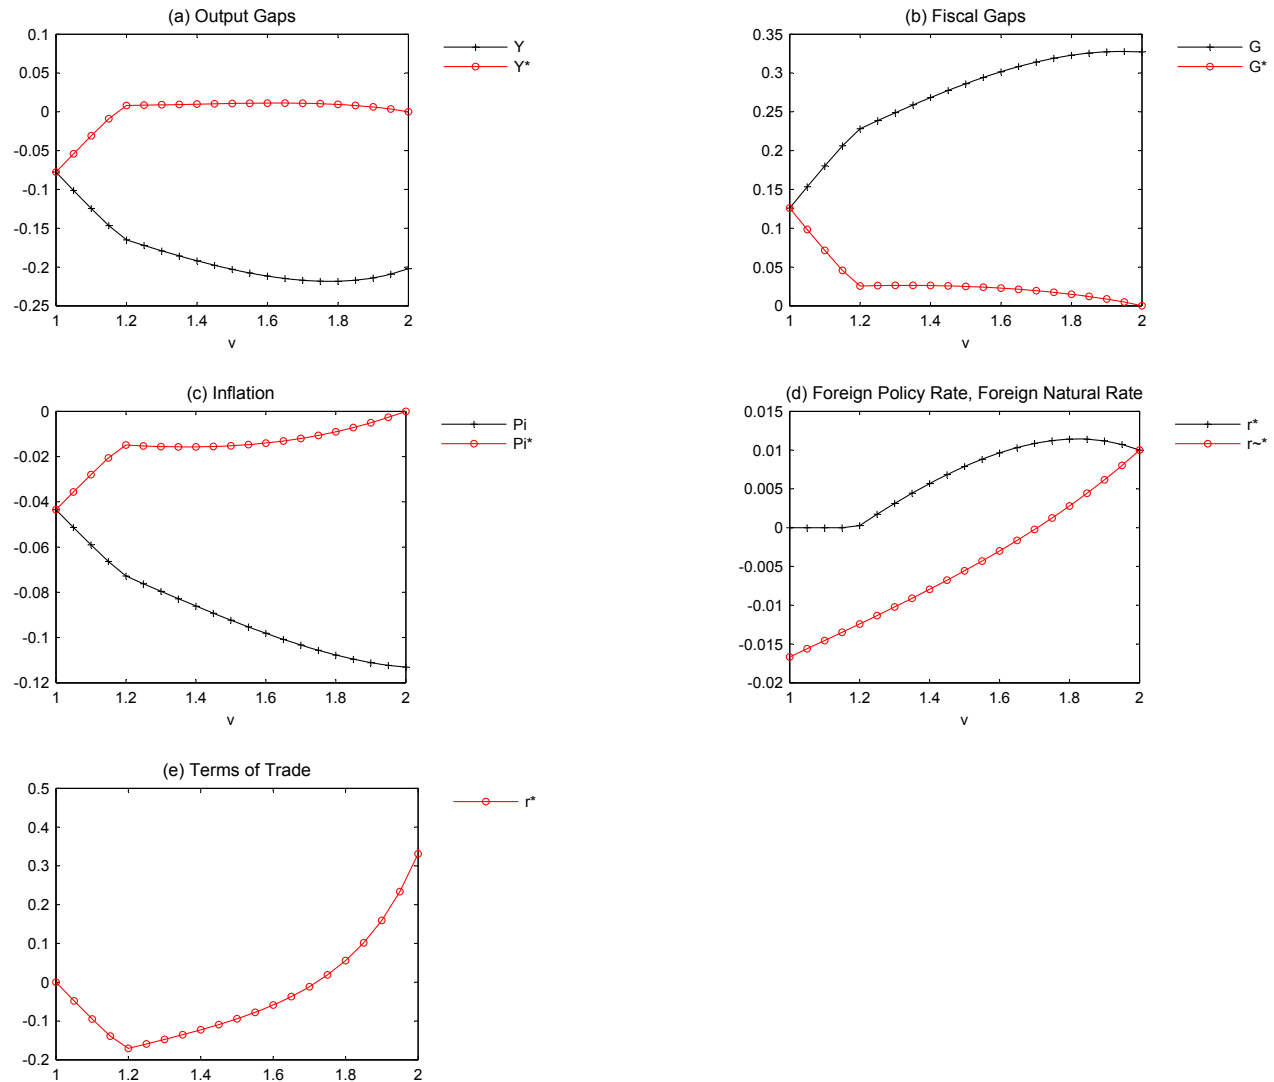 (a) Output Gaps
0.1
0.05
0
-0.05
-0.1
-0.15
-0.2
-0.25
1 1.2 1.4 1.6 1.8 2
v
Y
Y*
(b) Fiscal Gaps
0.35
0.3
0.25
0.2
0.15
0.1
0.05
0
1 1.2 1.4 1.6 1.8 2
v
G
G*
(c) Inflation
0
-0.02
-0.04
-0.06
-0.08
-0.1
-0.12
1 1.2 1.4 1.6 1.8 2
v
Pi
Pi*
(d) Foreign Policy Rate, Foreign Natural Rate
0.015
0.01
0.005
0
-0.005
-0.01
-0.015
-0.02
1 1.2 1.4 1.6 1.8 2
v
r*
r~*
(e) Terms of Trade
0.5
0.4
0.3
0.2
0.1
0
-0.1
-0.2
1 1.2 1.4 1.6 1.8 2
r*